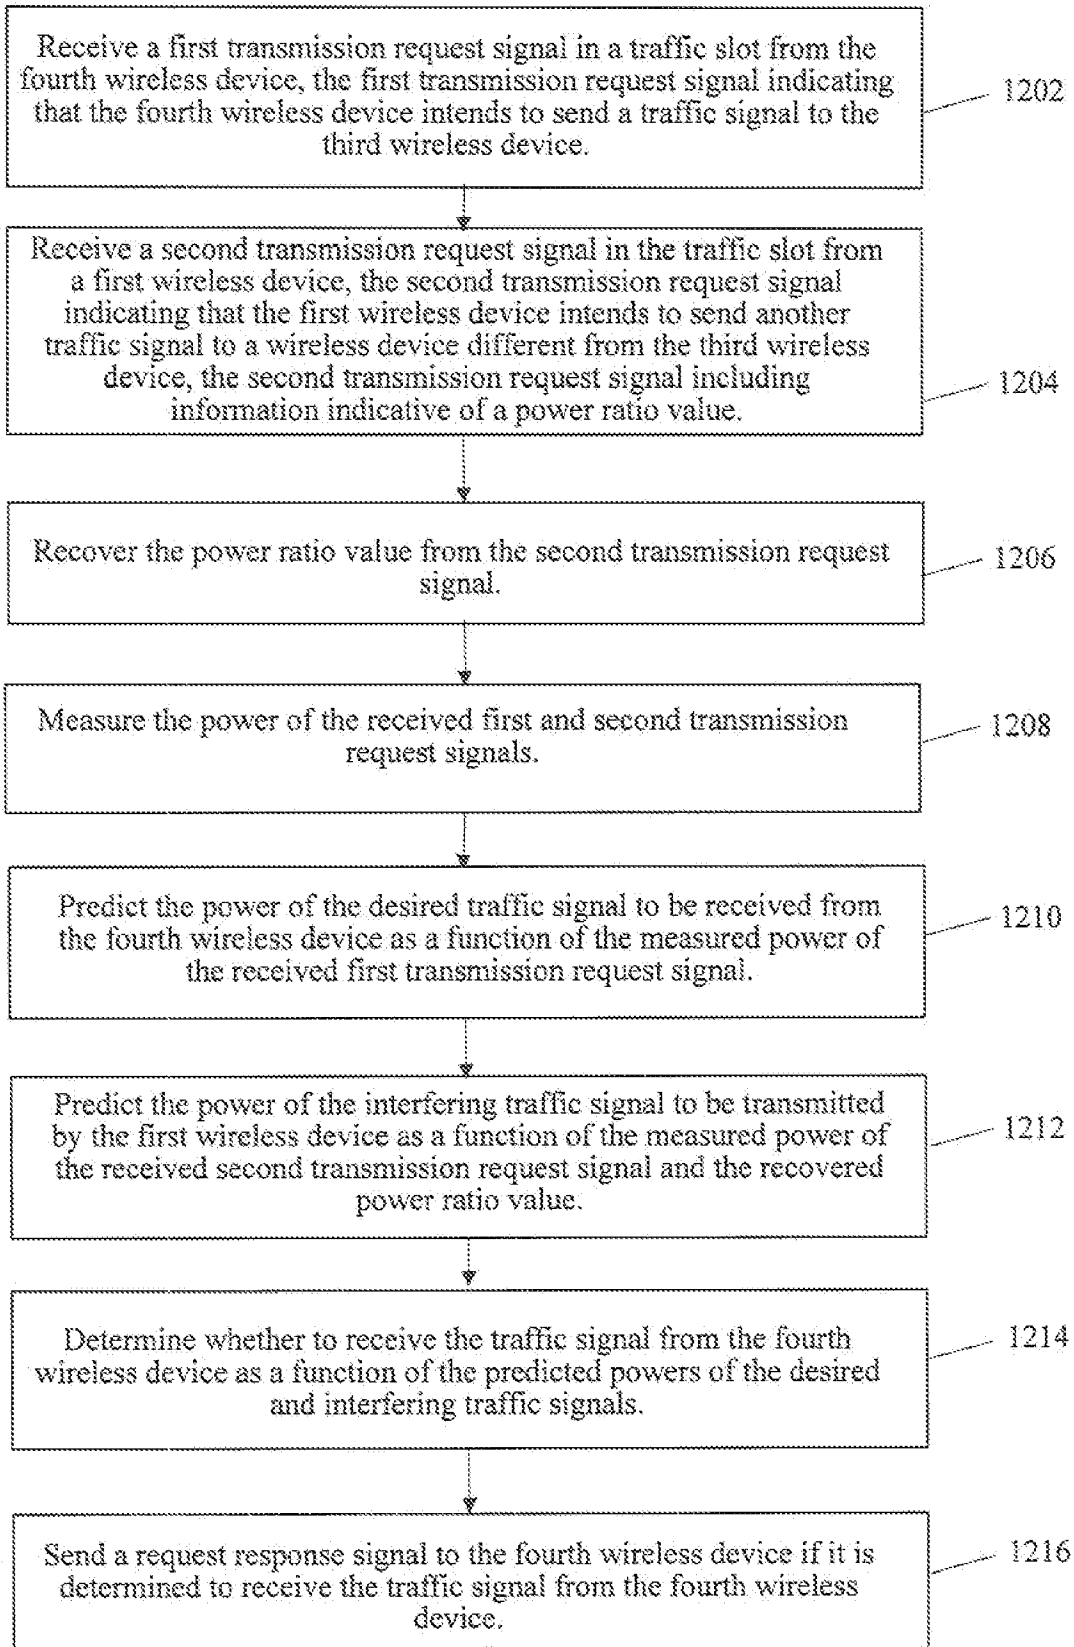 Receive a first transmission request signal in a traffic slot from the
fourth wireless device, the first transmission request signal indicating
that the fourth wireless device intends to send a traffic signal to the
third wireless device.
1202
Receive a second transmission request signal in the traffic slot from
a first wireless device, the second transmission request signal
indicating that the first wireless device intends to send another
traffic signal to a wireless device different from the third wireless
device, the second transmission request signal including
information indicative of a power ratio value.
1204
Recover the power ratio value from the second transmission request
signal.
1206
Measure the power of the received first and second transmission
request signals.
1208
Predict the power of the desired traffic signal to be received from
the fourth wireless device as a function of the measured power of
the received first transmission request signal.
1210
Predict the power of the interfering traffic signal to be transmitted
by the first wireless device as a function of the measured power of
the received second transmission request signal and the recovered
power ratio value.
1212
Determine whether to receive the traffic signal from the fourth
wireless device as a function of the predicted powers of the desired
and interfering traffic signals.
1214
Send a request response signal to the fourth wireless device if it is
determined to receive the traffic signal from the fourth wireless
device.
1216